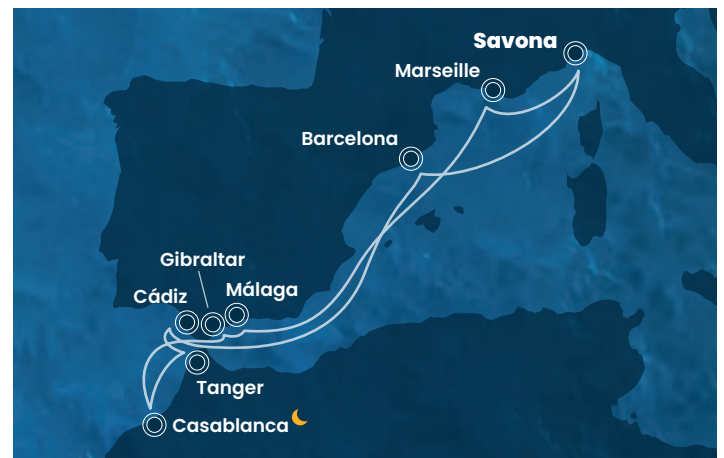 Savona
Marseille
Barcelona
Gibraltar
Cádiz
Málaga
Tanger
Casablanca